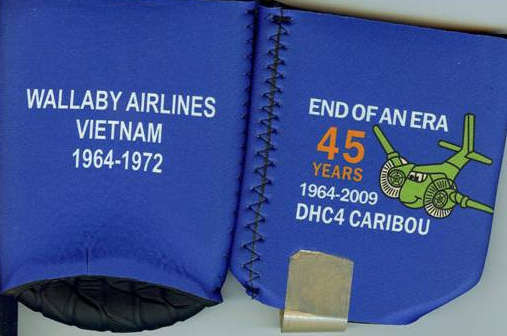 WALLABY AIRLINES
VIETNAM
1964-1972
END OF AN ERA
45
YEARS
1964-2009
DHC4 CARIBOU